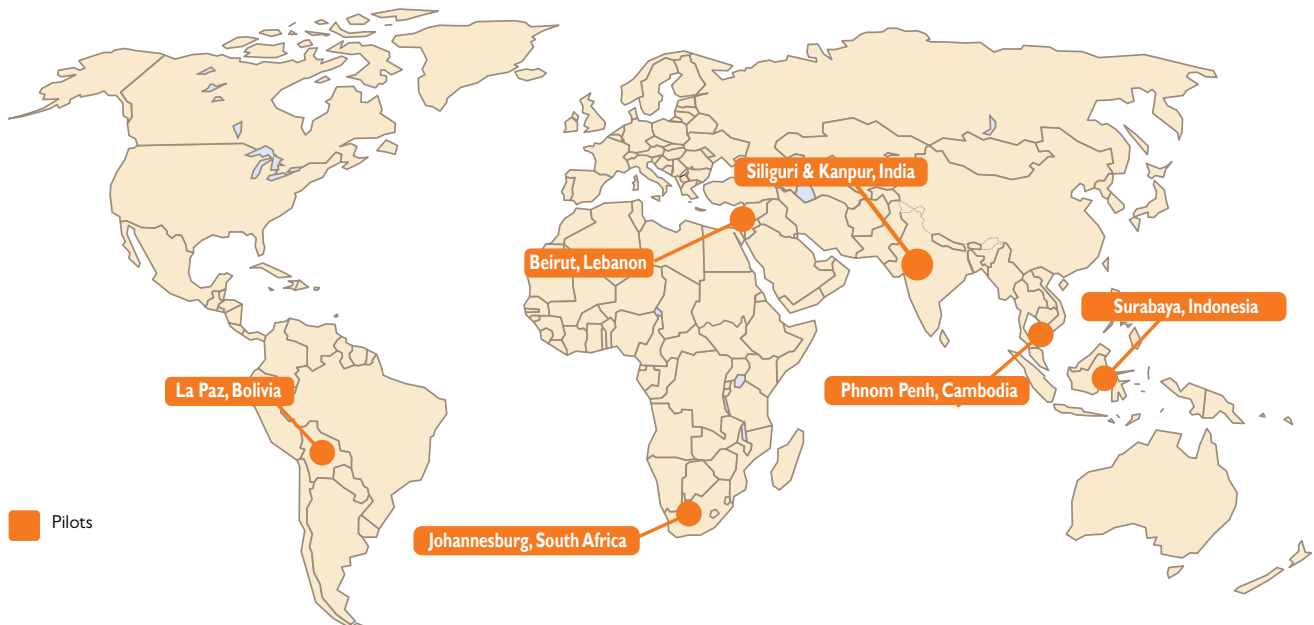 Siliguri & Kanpur, India
Beirut, Lebanon
Surabaya, Indonesia
La Paz, Bolivia
Phnom Penh, Cambodia
Pilots
Johannesburg, South Africa